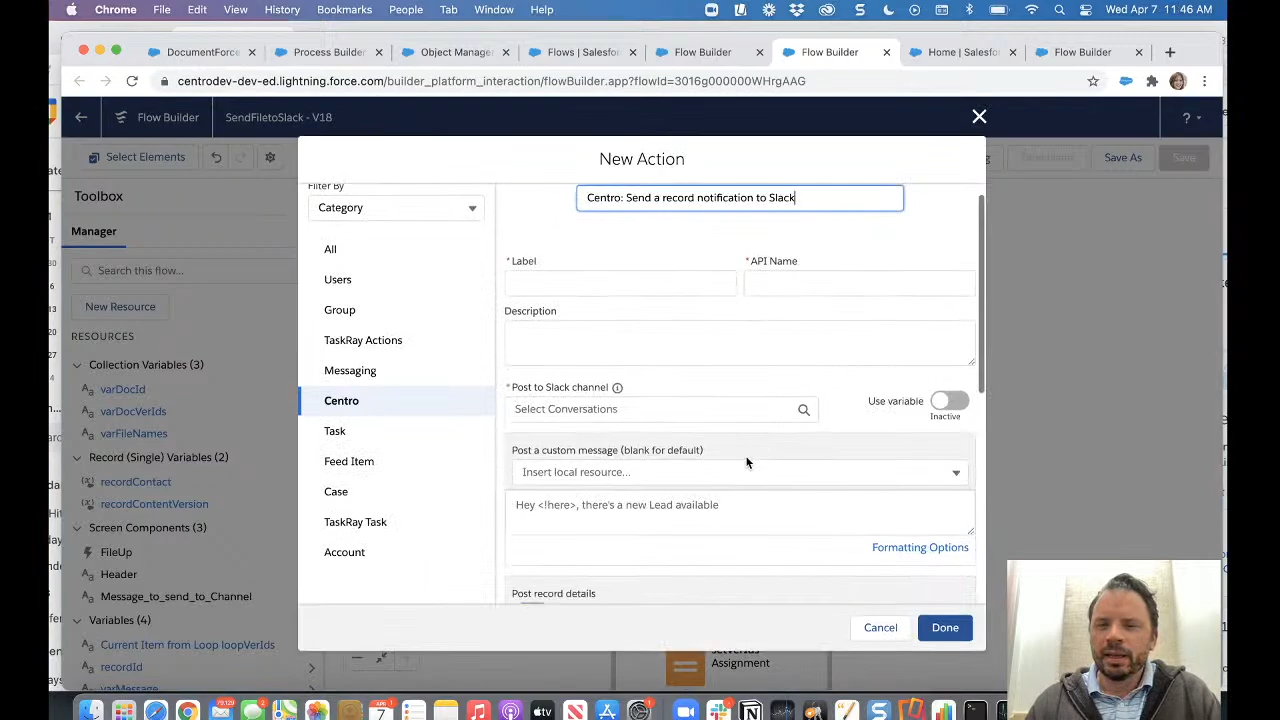 Chrome File Edit View History Bookmarks People Tab Window Help
Wed Apr 7 11:46 AM
DocumentForce Process Builder Object Manager Flows | Salesfor Flow Builder Flow Builder Home | Salesfor Flow Builder
centrodev-dev-ed.lightning.force.com/builder_platform_interaction/flowBuilder.app?flowId=3016g000000WHrgAAG
Flow Builder SendFiletoSlack - V18 ?
Select Elements Save As Save
New Action
Toolbox
Manager
Search this flow...
New Resource
RESOURCES
Collection Variables (3)
varDocId
varDocVerIds
varFileNames
Record (Single) Variables (2)
recordContact
recordContentVersion
Screen Components (3)
FileUp
Header
Message_to_send_to_Channel
Variables (4)
Current Item from Loop loopVerIds
recordId
varMessage
Filter By
Category
All
Users
Group
TaskRay Actions
Messaging
Centro
Task
Feed Item
Case
TaskRay Task
Account
Centro: Send a record notification to Slack
* Label
* API Name
Description
* Post to Slack channel
Select Conversations
Use variable
Inactive
Post a custom message (blank for default)
Insert local resource...
Hey <!here>, there's a new Lead available
Formatting Options
Post record details
Cancel
Done
setVerIds
Assignment